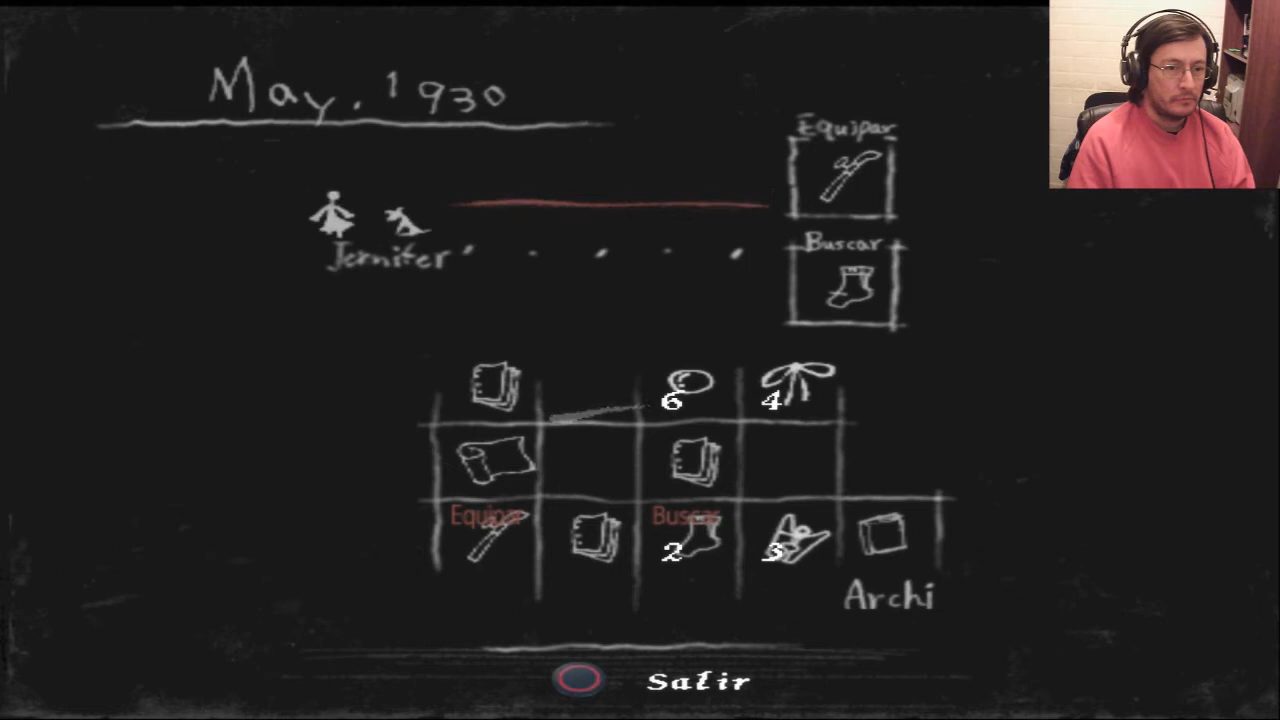 May. 1930
Equipar
Jennifer
Buscar
6 4
Equipar Buscar
2 3
Archi
Salir